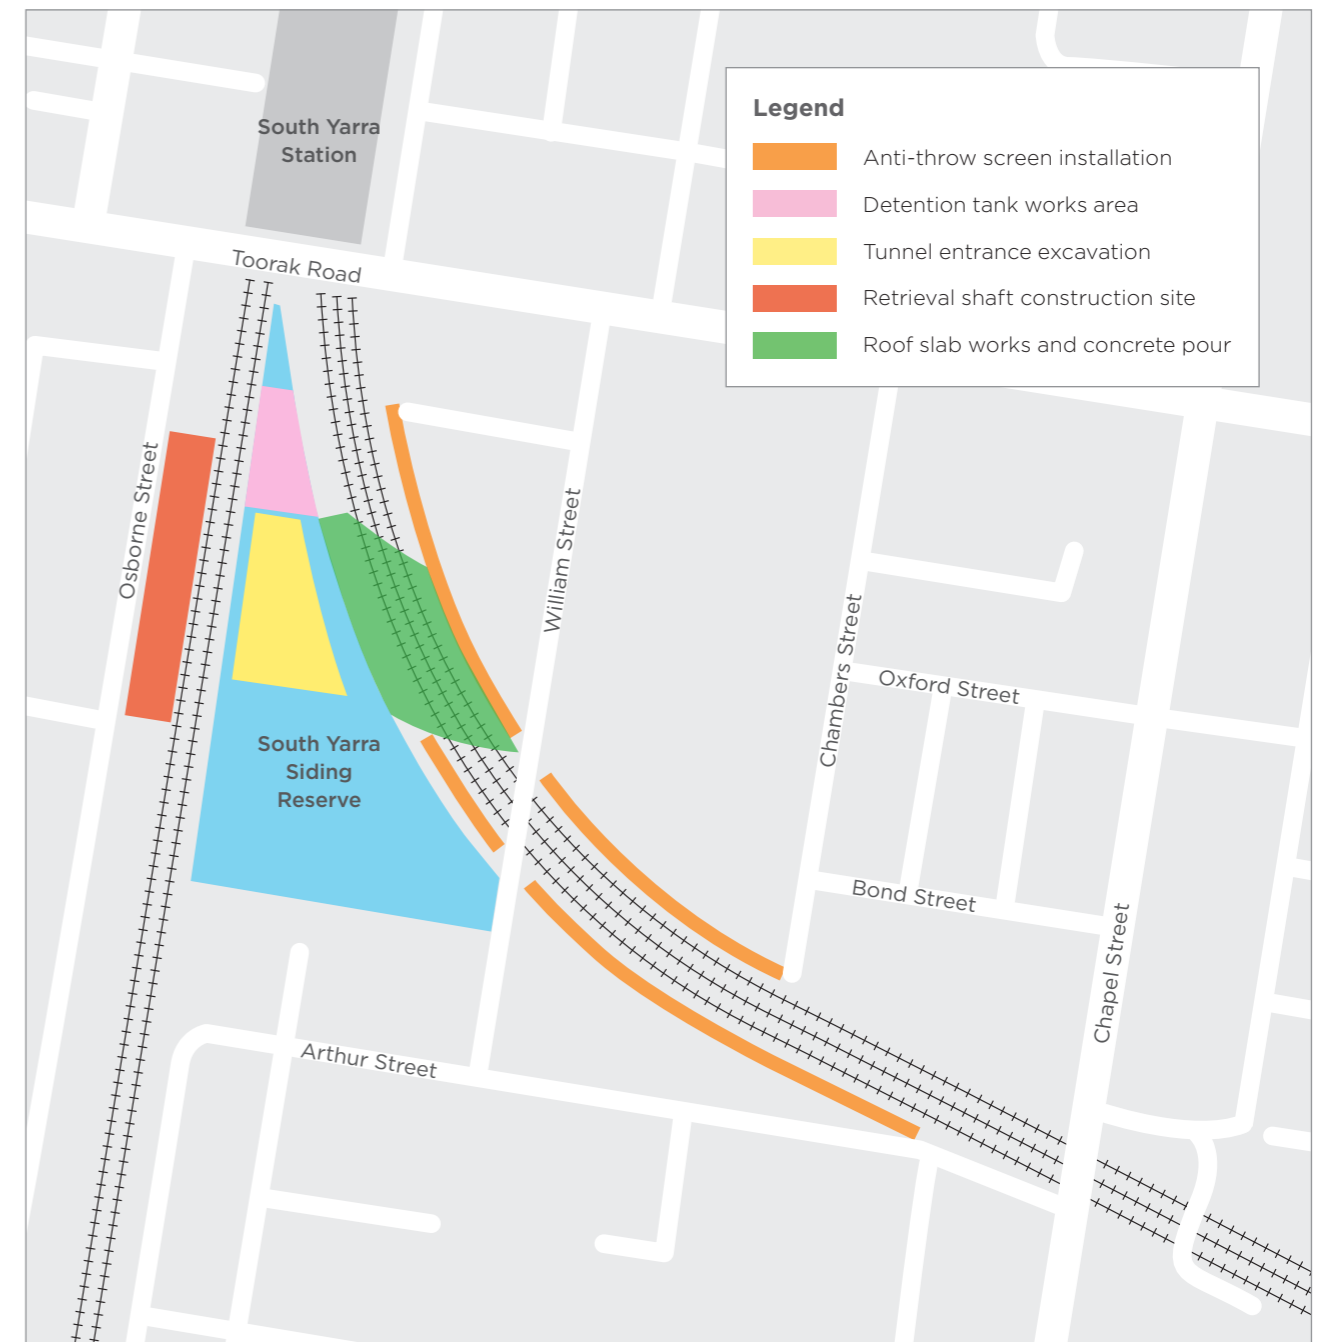 South Yarra
Station
Toorak Road
Legend
Anti-throw screen installation
Detention tank works area
Tunnel entrance excavation
Retrieval shaft construction site
Roof slab works and concrete pour
Osborne Street
William Street
Chambers Street
Oxford Street
South Yarra
Siding
Reserve
Bond Street
Chapel Street
Arthur Street